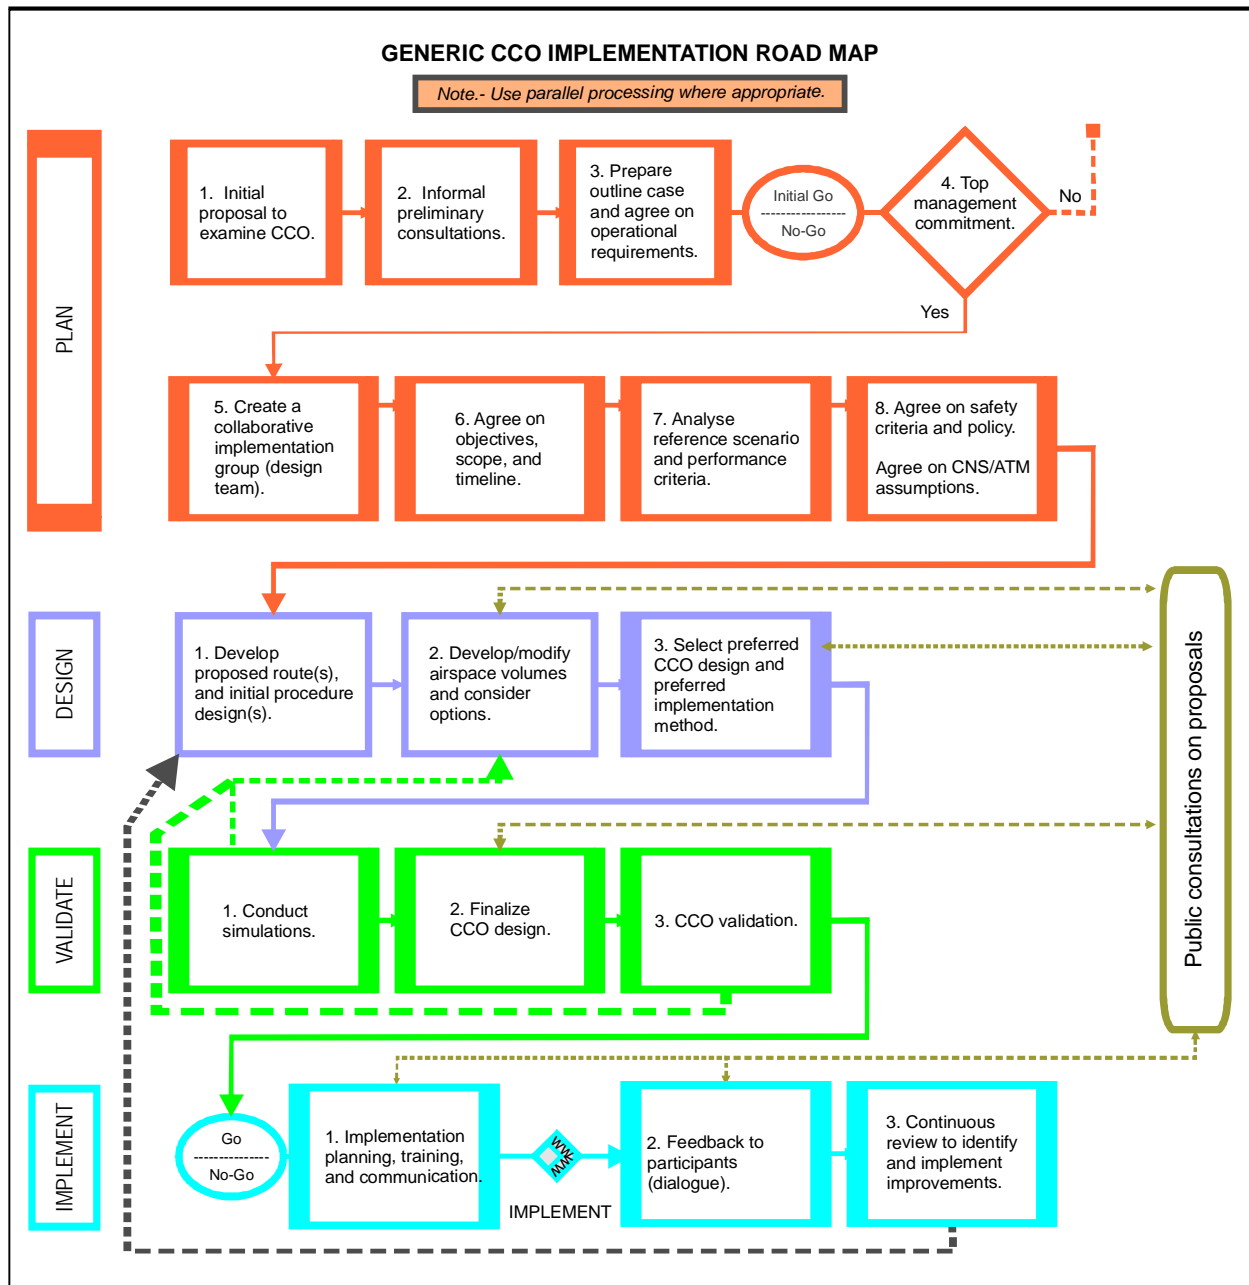 GENERIC CCO IMPLEMENTATION ROAD MAP
Note.- Use parallel processing where appropriate.
PLAN
1. Initial
proposal to
examine CCO.
2. Informal
preliminary
consultations.
3. Prepare
outline case
and agree on
operational
requirements.
Initial Go
No-Go
4. Top
management
commitment.
No
Yes
5. Create a
collaborative
implementation
group (design
team).
6. Agree on
objectives,
scope, and
timeline.
7. Analyse
reference scenario
and performance
criteria.
8. Agree on safety
criteria and policy.
Agree on CNS/ATM
assumptions.
DESIGN
1. Develop
proposed route(s),
and initial procedure
design(s).
2. Develop/modify
airspace volumes
and consider
options.
3. Select preferred
CCO design and
preferred
implementation
method.
Public consultations on proposals
VALIDATE
1. Conduct
simulations.
2. Finalize
CCO design.
3. CCO validation.
IMPLEMENT
Go
No-Go
1. Implementation
planning, training,
and communication.
IMPLEMENT
2. Feedback to
participants
(dialogue).
3. Continuous
review to identify
and implement
improvements.